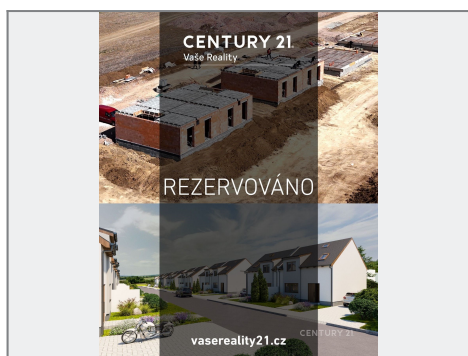 CENTURY 21.
Vaše Reality
REZERVOVÁNO
CENTURY 21
vasereality21.cz